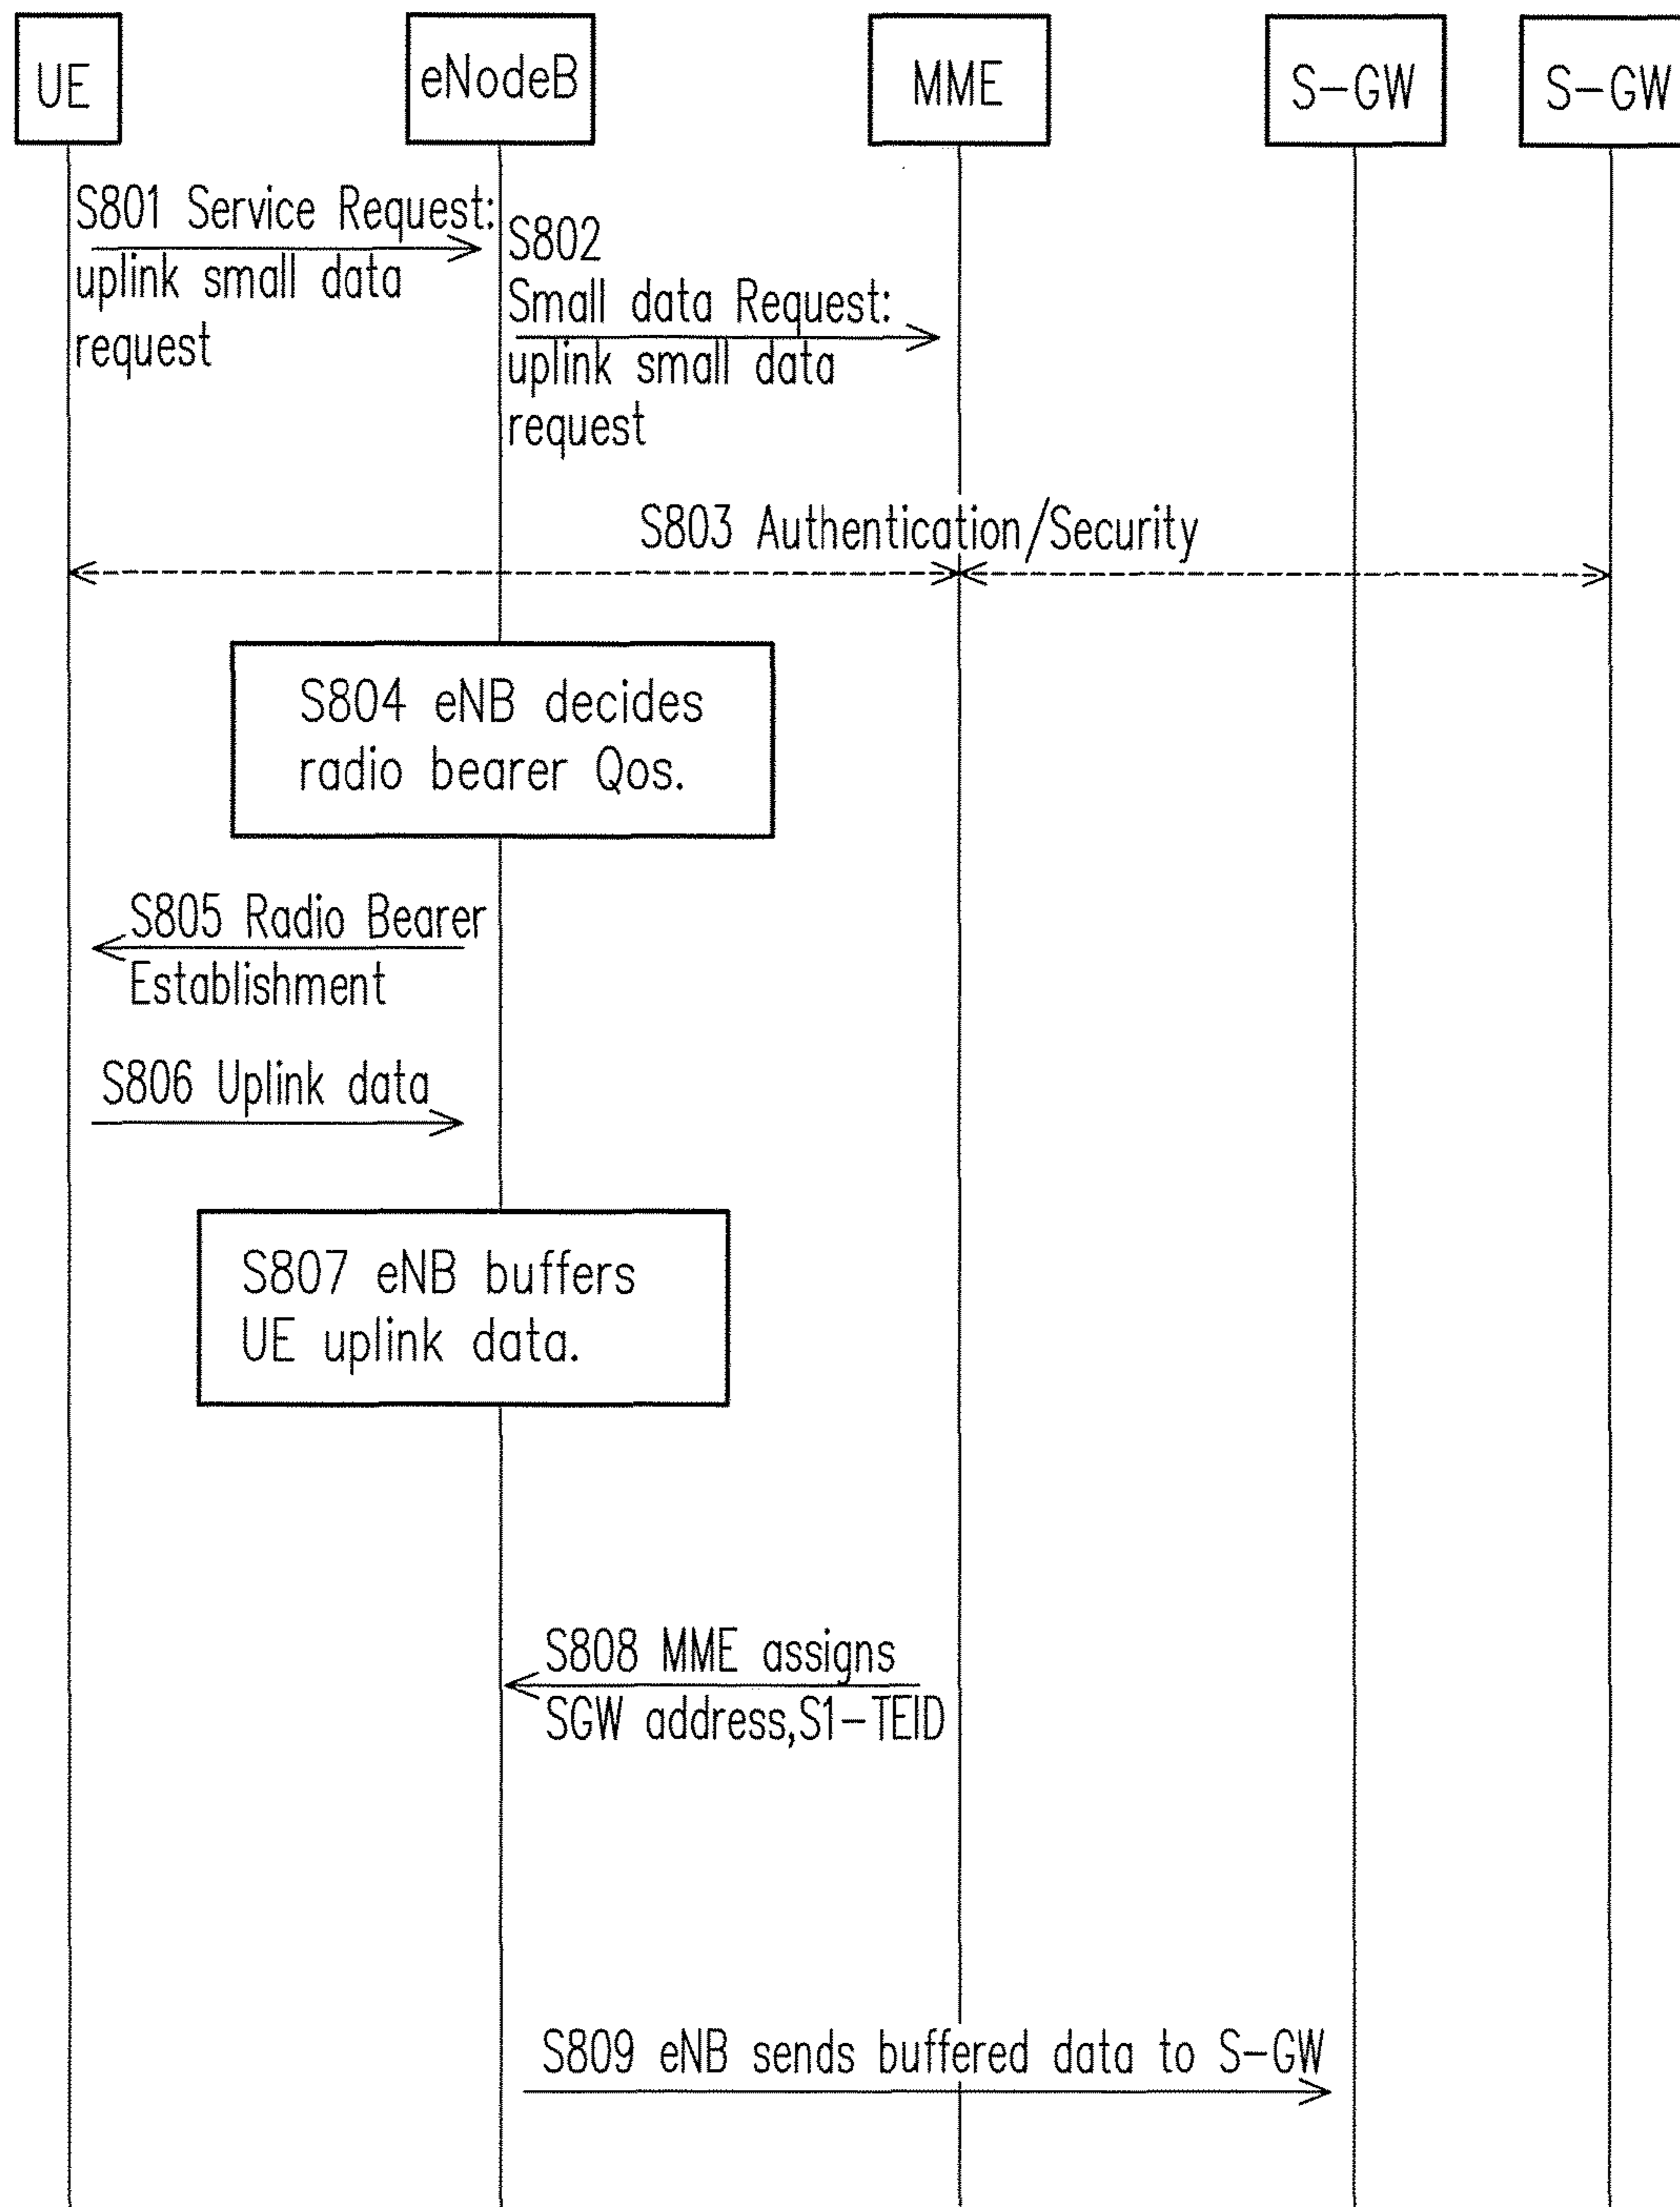 UE
eNodeB
MME
S-GW
S-GW
S801 Service Request:
uplink small data
request
S802
Small data Request:
uplink small data
request
S803 Authentication/Security
S804 eNB decides
radio bearer Qos.
S805 Radio Bearer
Establishment
S806 Uplink data
S807 eNB buffers
UE uplink data.
S808 MME assigns
SGW address,S1-TEID
S809 eNB sends buffered data to S-GW